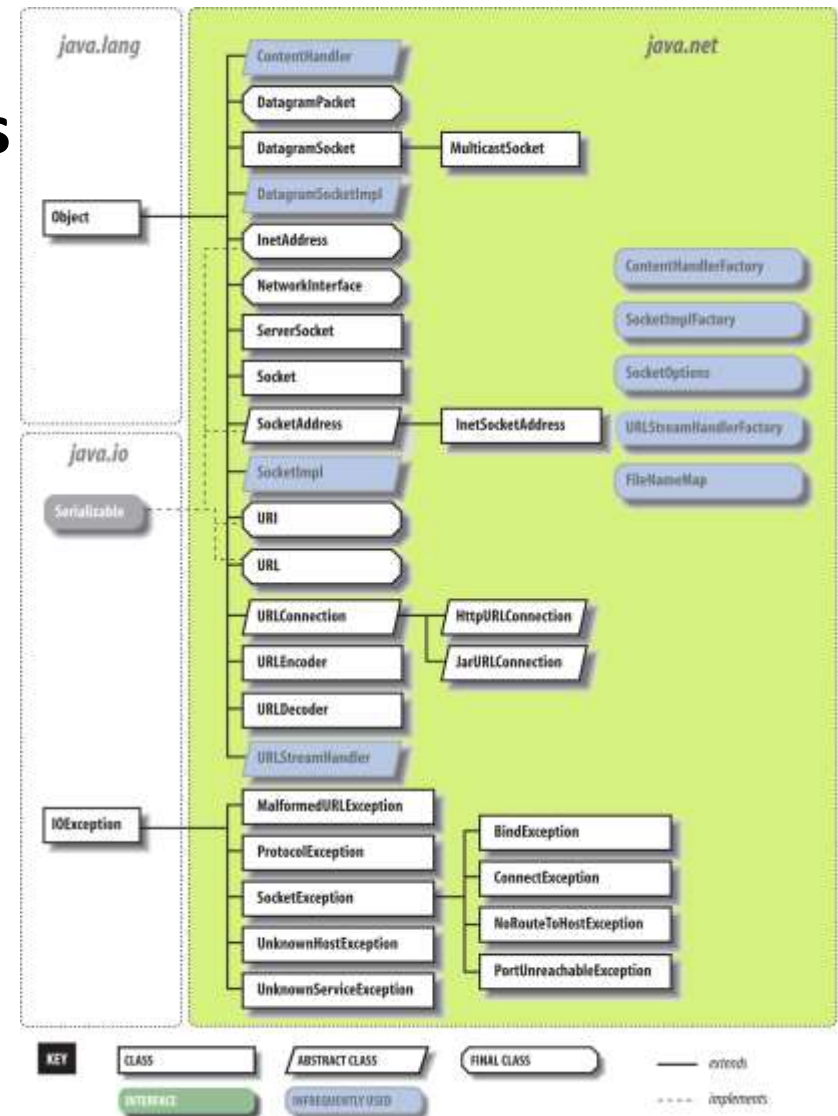 s
java.lang
java.net
ContentHandler
DatagramPacket
DatagramSocket
MulticastSocket
DatagramSocketImpl
Object
InetAddress
ContentHandlerFactory
NetworkInterface
SocketImplFactory
ServerSocket
Socket
SocketOptions
SocketAddress
InetSocketAddress
URLStreamHandlerFactory
java.io
SocketImpl
FileNameMap
Serializable
URI
URL
URLConnection
HttpURLConnection
URLEncoder
JarURLConnection
URLDecoder
URLStreamHandler
MalformedURLException
IOException
BindException
ProtocolException
ConnectException
SocketException
NoRouteToHostException
UnknownHostException
PortUnreachableException
UnknownServiceException
KEY
CLASS
ABSTRACT CLASS
FINAL CLASS
extends
INTERFACE
INFREQUENTLY USED
implements